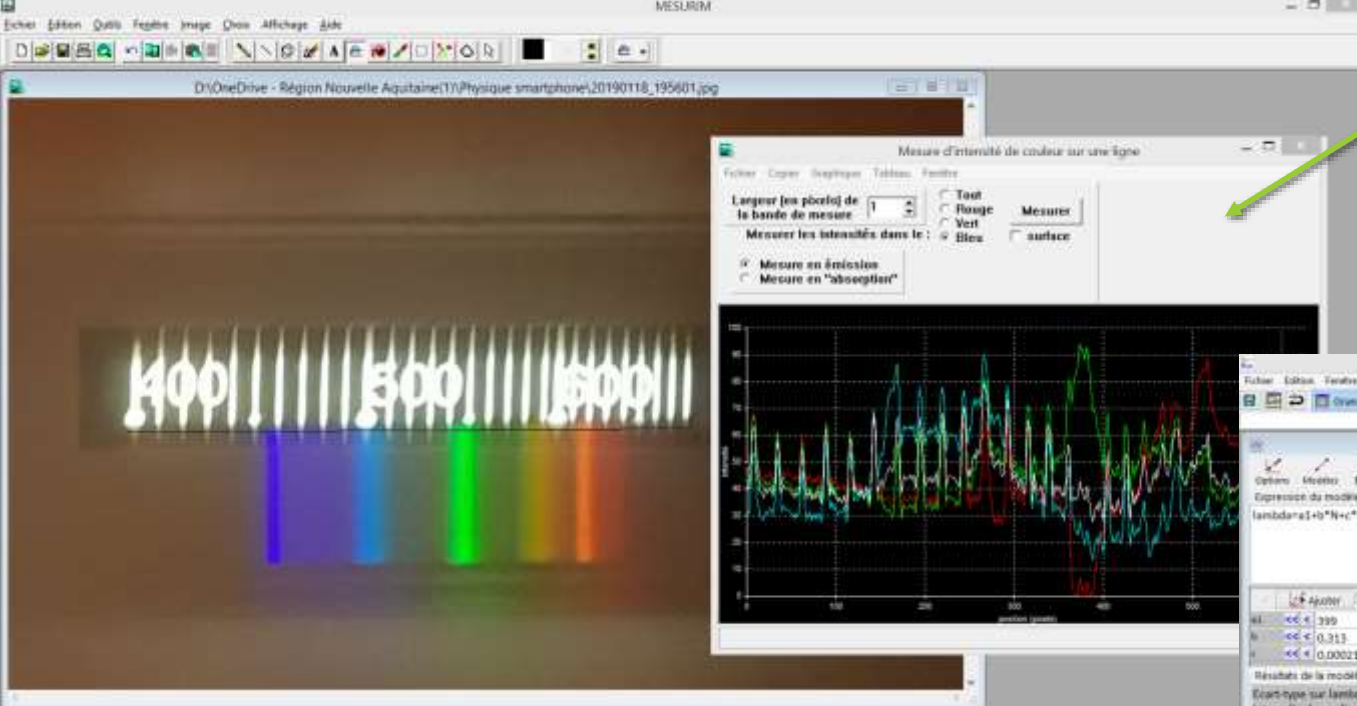 MESURIM
Fichier Edition Outils Fenêtre Image Choix Affichage Aide
D:\OneDrive - Région Nouvelle Aquitaine(1)\Physique smartphone\20190118_195601.jpg
400 500 600
Mesure d'intensité de couleur sur une ligne
Fichier Copier Graphique Tableau Fenêtre
Largeur (en pixels) de
la bande de mesure
1
Mesurer les intensités dans le :
Tout
Rouge
Vert
Bleu
Mesurer
surface
Mesure en émission
Mesure en "absorption"
100
90
80
70
60
50
40
30
20
10
0
intensité
0 100 200 300 400 500
position (pixels)
Fichier Edition Fenêtre
Options Modèles
Expression du modèle
lambda=a1+b*N+c*
Ajuster
a1 << < 399
b << < 0.313
c << < 0.00021
Résultats de la modél
Ecart-type sur lambda